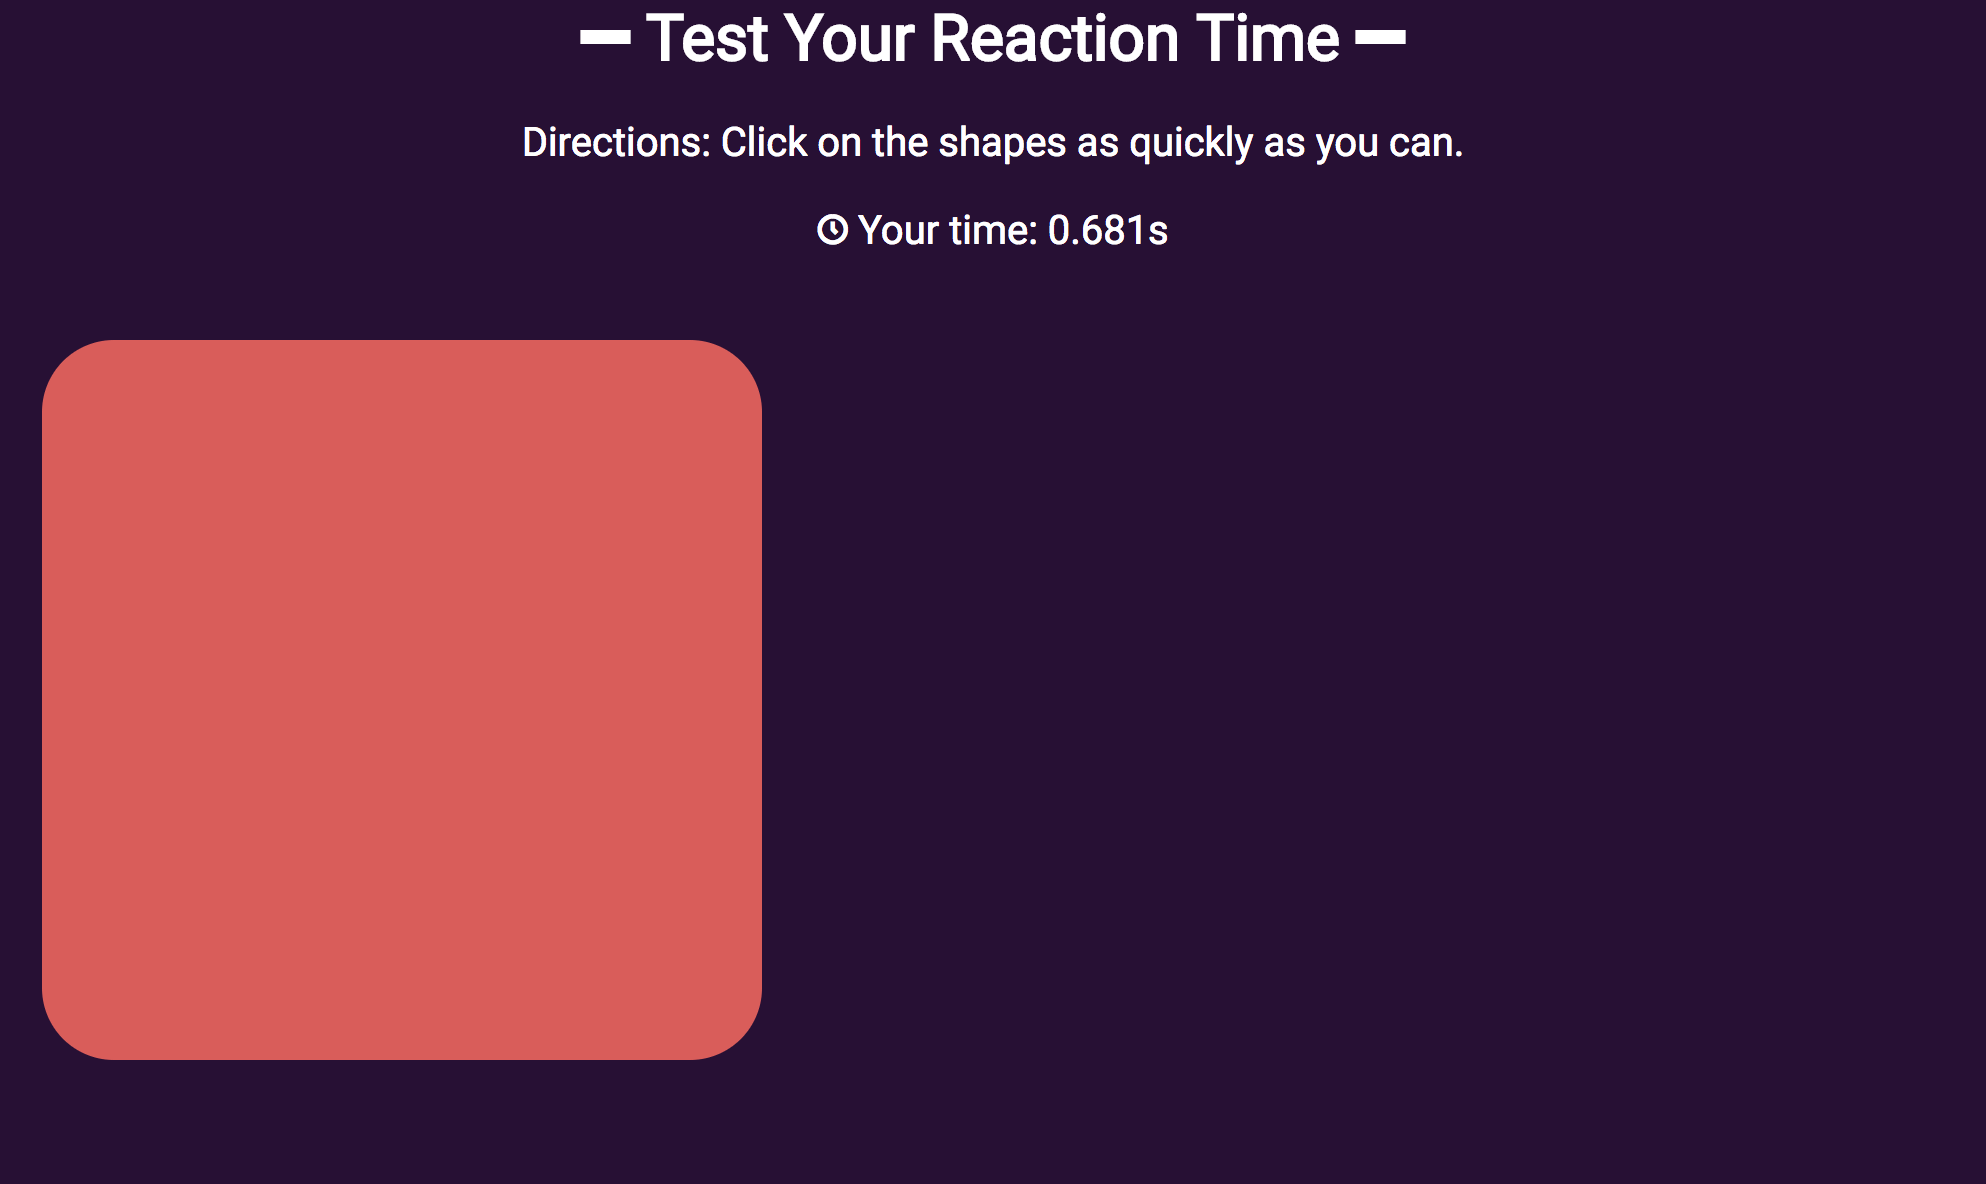 Test Your Reaction Time
Directions: Click on the shapes as quickly as you can.
Your time: 0.681s